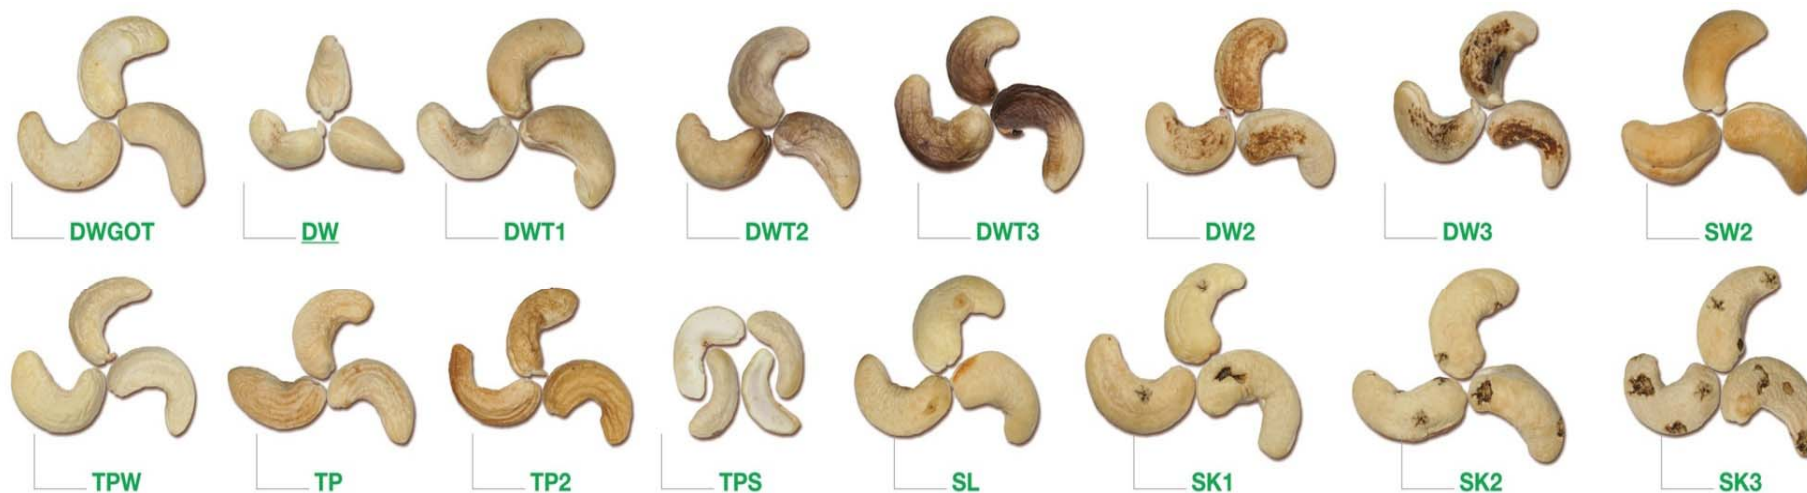 DWGOT
DW
DWT1
DWT2
DWT3
DW2
DW3
SW2
TPW
TP
TP2
TPS
SL
SK1
SK2
SK3